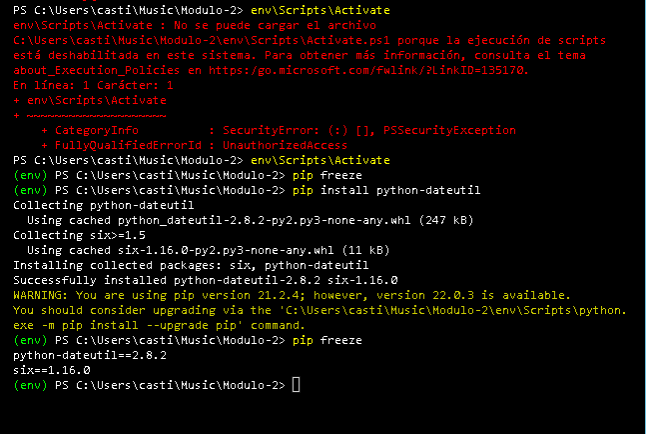 PS C:\Users\casti\Music\Modulo-2> env\Scripts\Activate
env\Scripts\Activate : No se puede cargar el archivo
C:\Users\casti\Music\Modulo-2\env\Scripts\Activate.ps1 porque la ejecución de scripts
está deshabilitada en este sistema. Para obtener más información, consulta el tema
about_Execution_Policies en https:/go.microsoft.com/fwlink/?LinkID=135170.
En línea: 1 Carácter: 1
+ env\Scripts\Activate
+ ~~~~~~~~~~~~~~~~~~~~
+ CategoryInfo : SecurityError: (:) [], PSSecurityException
+ FullyQualifiedErrorId : UnauthorizedAccess
PS C:\Users\casti\Music\Modulo-2> env\Scripts\Activate
(env) PS C:\Users\casti\Music\Modulo-2> pip freeze
(env) PS C:\Users\casti\Music\Modulo-2> pip install python-dateutil
Collecting python-dateutil
Using cached python_dateutil-2.8.2-py2.py3-none-any.whl (247 kB)
Collecting six>=1.5
Using cached six-1.16.0-py2.py3-none-any.whl (11 kB)
Installing collected packages: six, python-dateutil
Successfully installed python-dateutil-2.8.2 six-1.16.0
WARNING: You are using pip version 21.2.4; however, version 22.0.3 is available.
You should consider upgrading via the 'C:\Users\casti\Music\Modulo-2\env\Scripts\python.
exe -m pip install --upgrade pip' command.
(env) PS C:\Users\casti\Music\Modulo-2> pip freeze
python-dateutil==2.8.2
six==1.16.0
(env) PS C:\Users\casti\Music\Modulo-2>